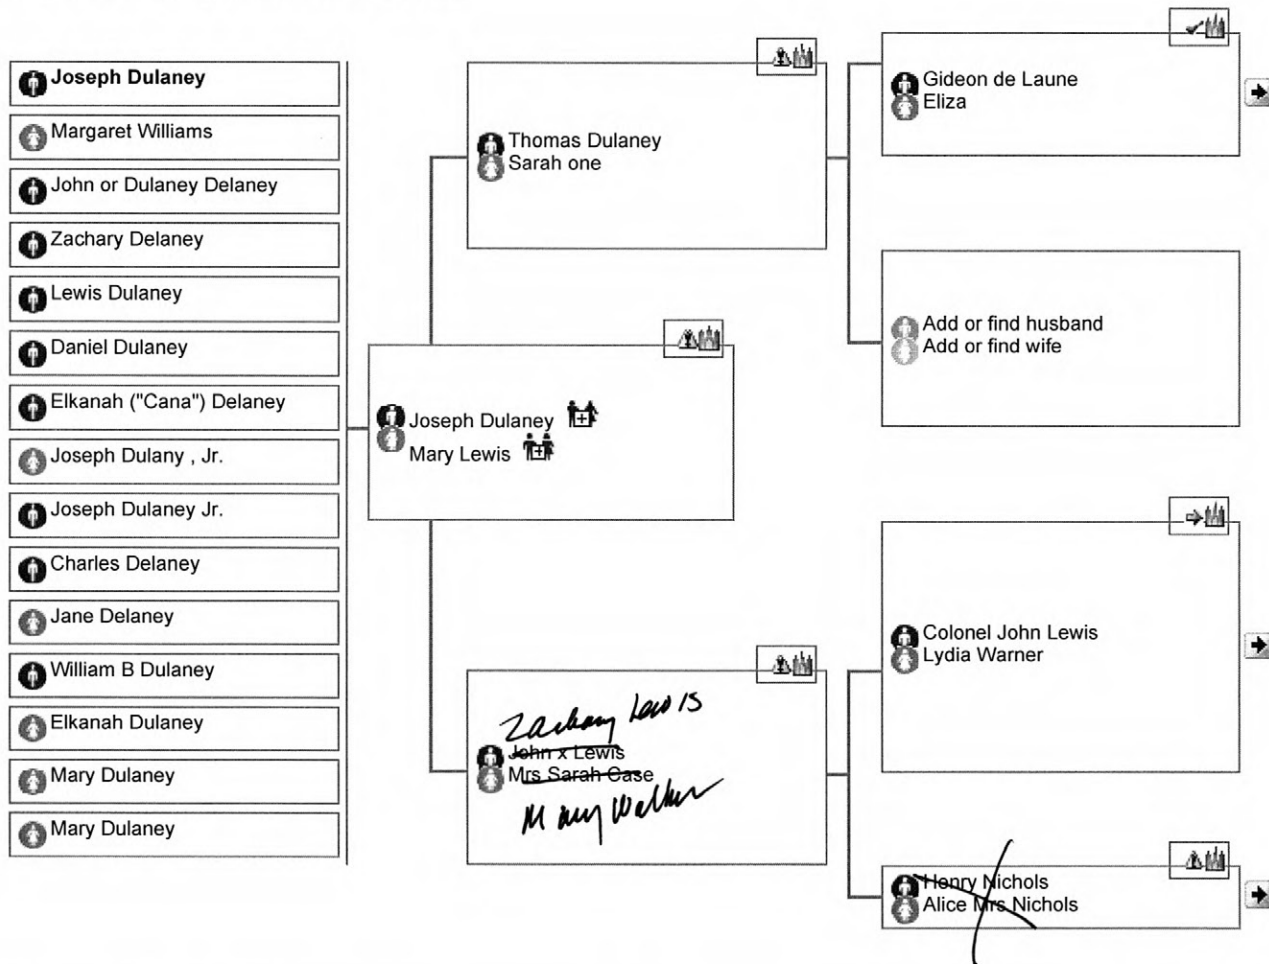 Joseph Dulaney
Margaret Williams
John or Dulaney Delaney
Zachary Delaney
Lewis Dulaney
Daniel Dulaney
Elkanah ("Cana") Delaney
Joseph Dulany , Jr.
Joseph Dulaney Jr.
Charles Delaney
Jane Delaney
William B Dulaney
Elkanah Dulaney
Mary Dulaney
Mary Dulaney
Joseph Dulaney
Mary Lewis
Thomas Dulaney
Sarah one
Zachary Lewis
John x Lewis
Mrs Sarah Case
Mary Walker
Gideon de Laune
Eliza
Add or find husband
Add or find wife
Colonel John Lewis
Lydia Warner
Henry Nichols
Alice Mrs Nichols